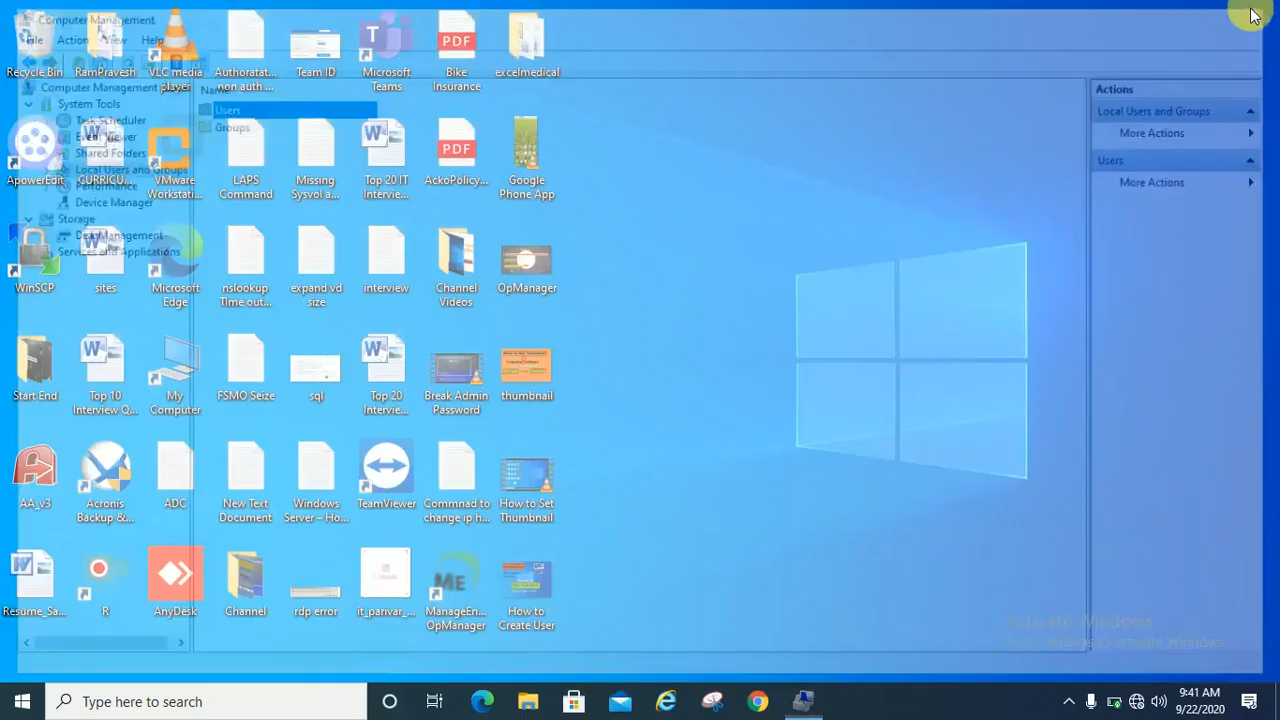 Computer Management
File Action View Help
Recycle Bin
RamPravesh
VLC media
player
Authoratat...
non auth ...
Team ID
Microsoft
Teams
PDF
Bike
Insurance
excelmedical
Name
Users
Groups
Computer Management
System Tools
Task Scheduler
Event Viewer
Shared Folders
Local Users and Groups
Performance
Device Manager
Storage
Disk Management
Services and Applications
Actions
Local Users and Groups
More Actions
Users
More Actions
ApowerEdit
CURRICU...
VMware
Workstati...
LAPS
Command
Missing
Sysvol a...
Top 20 IT
Intervie...
PDF
AckoPolicy...
Google
Phone App
WinSCP
sites
Microsoft
Edge
nslookup
TIme out...
expand vd
size
interview
Channel
Videos
OpManager
Start End
Top 10
Interview Q...
My
Computer
FSMO Seize
sql
Top 20
Intervie...
Break Admin
Password
thumbnail
AA_v3
Acronis
Backup &...
ADC
New Text
Document
Windows
Server – Ho...
TeamViewer
Commnad to
change ip h...
How to Set
Thumbnail
Resume_Sa...
R
AnyDesk
Channel
rdp error
it_parivar_...
ME
ManageEn...
OpManager
How to
Create User
Activate Windows
Type here to search
9:41 AM
9/22/2020